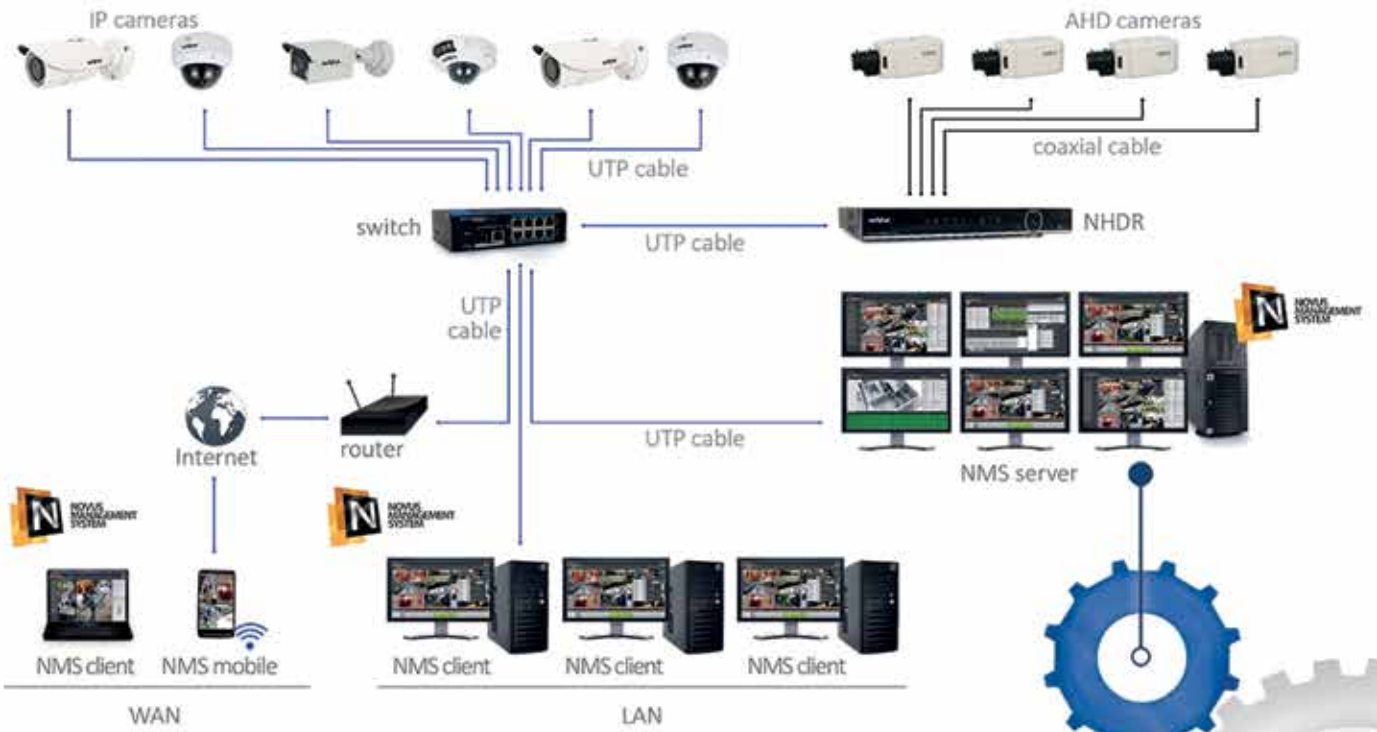 IP cameras
AHD cameras
UTP cable
coaxial cable
switch
UTP cable
NHDR
UTP
cable
NOVUS
MANAGEMENT
SYSTEM
Internet
router
UTP cable
NMS server
NOVUS
MANAGEMENT
SYSTEM
NOVUS
MANAGEMENT
SYSTEM
NMS client
NMS mobile
NMS client
NMS client
NMS client
WAN
LAN